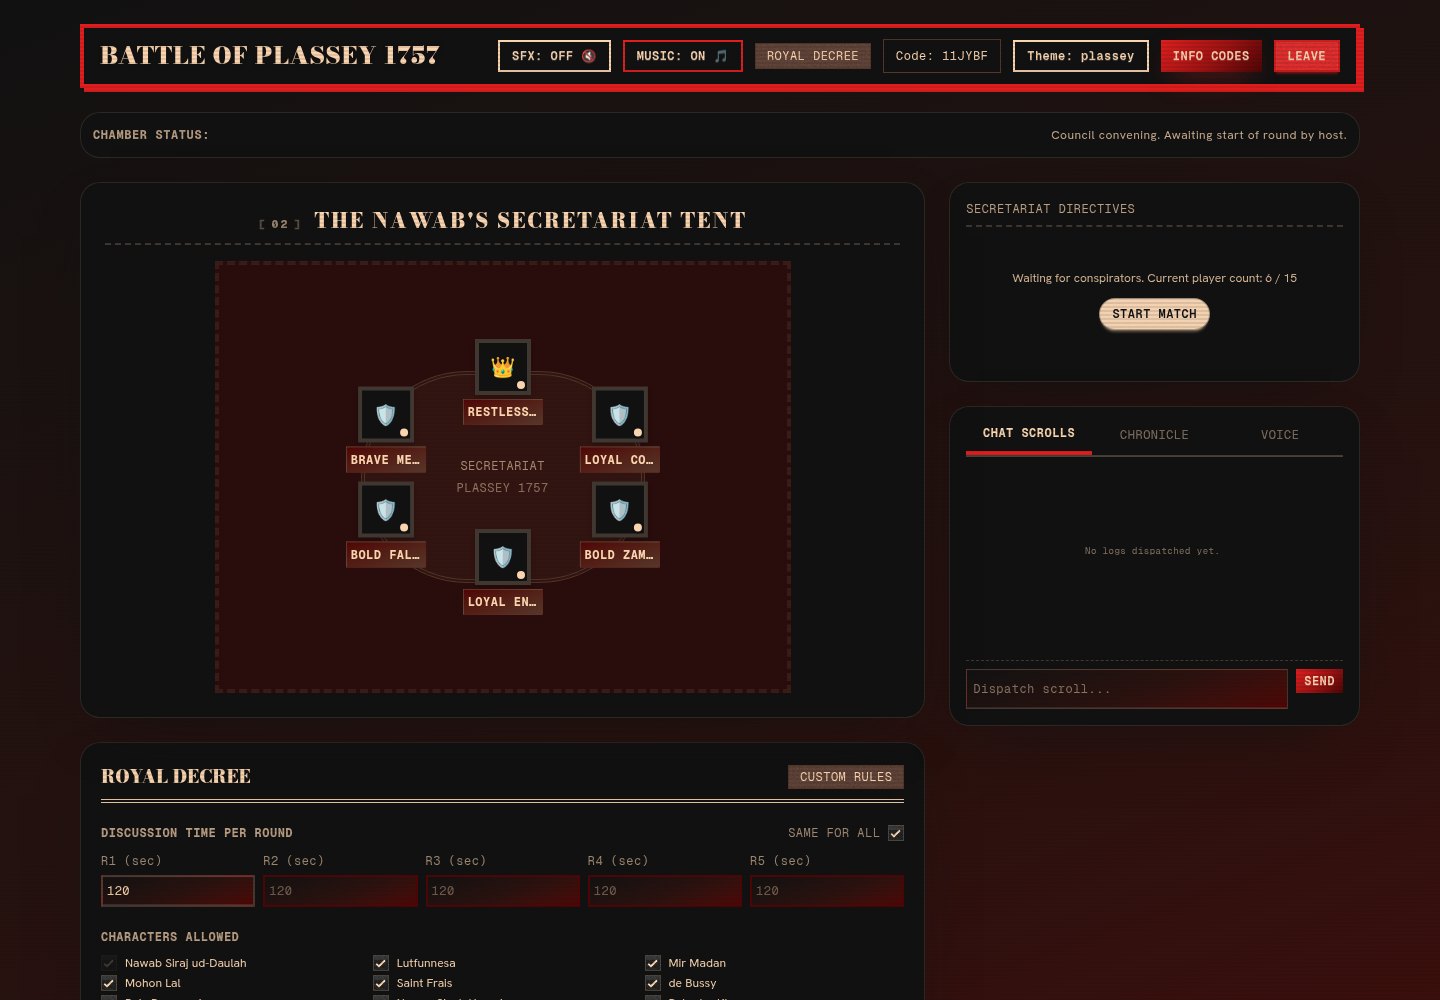 BATTLE OF PLASSEY 1757
SFX: OFF 🔇
MUSIC: ON 🎵
ROYAL DECREE
Code: 11JYBF
Theme: plassey
INFO CODES
LEAVE
CHAMBER STATUS:
Council convening. Awaiting start of round by host.
[ 02 ] THE NAWAB'S SECRETARIAT TENT
RESTLESS…
BRAVE ME…
LOYAL CO…
SECRETARIAT
PLASSEY 1757
BOLD FAL…
BOLD ZAM…
LOYAL EN…
SECRETARIAT DIRECTIVES
Waiting for conspirators. Current player count: 6 / 15
START MATCH
CHAT SCROLLS
CHRONICLE
VOICE
No logs dispatched yet.
Dispatch scroll...
SEND
ROYAL DECREE
CUSTOM RULES
DISCUSSION TIME PER ROUND
SAME FOR ALL
R1 (sec)
R2 (sec)
R3 (sec)
R4 (sec)
R5 (sec)
120
120
120
120
120
CHARACTERS ALLOWED
Nawab Siraj ud-Daulah
Lutfunnesa
Mir Madan
Mohon Lal
Saint Frais
de Bussy